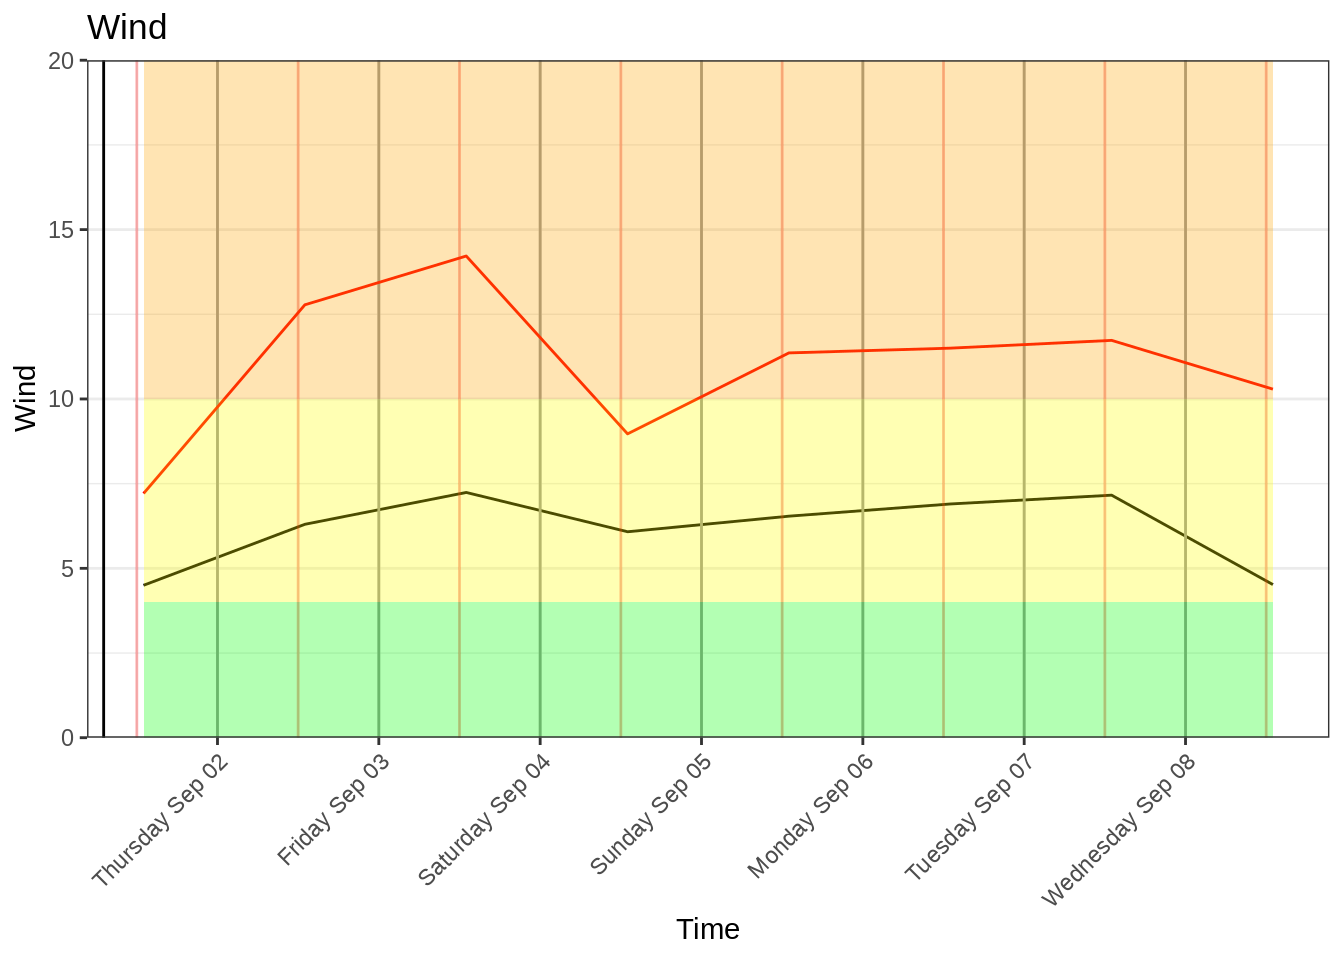 Wind
20
15
10
5
0
Wind
Thursday Sep 02
Friday Sep 03
Saturday Sep 04
Sunday Sep 05
Monday Sep 06
Tuesday Sep 07
Wednesday Sep 08
Time